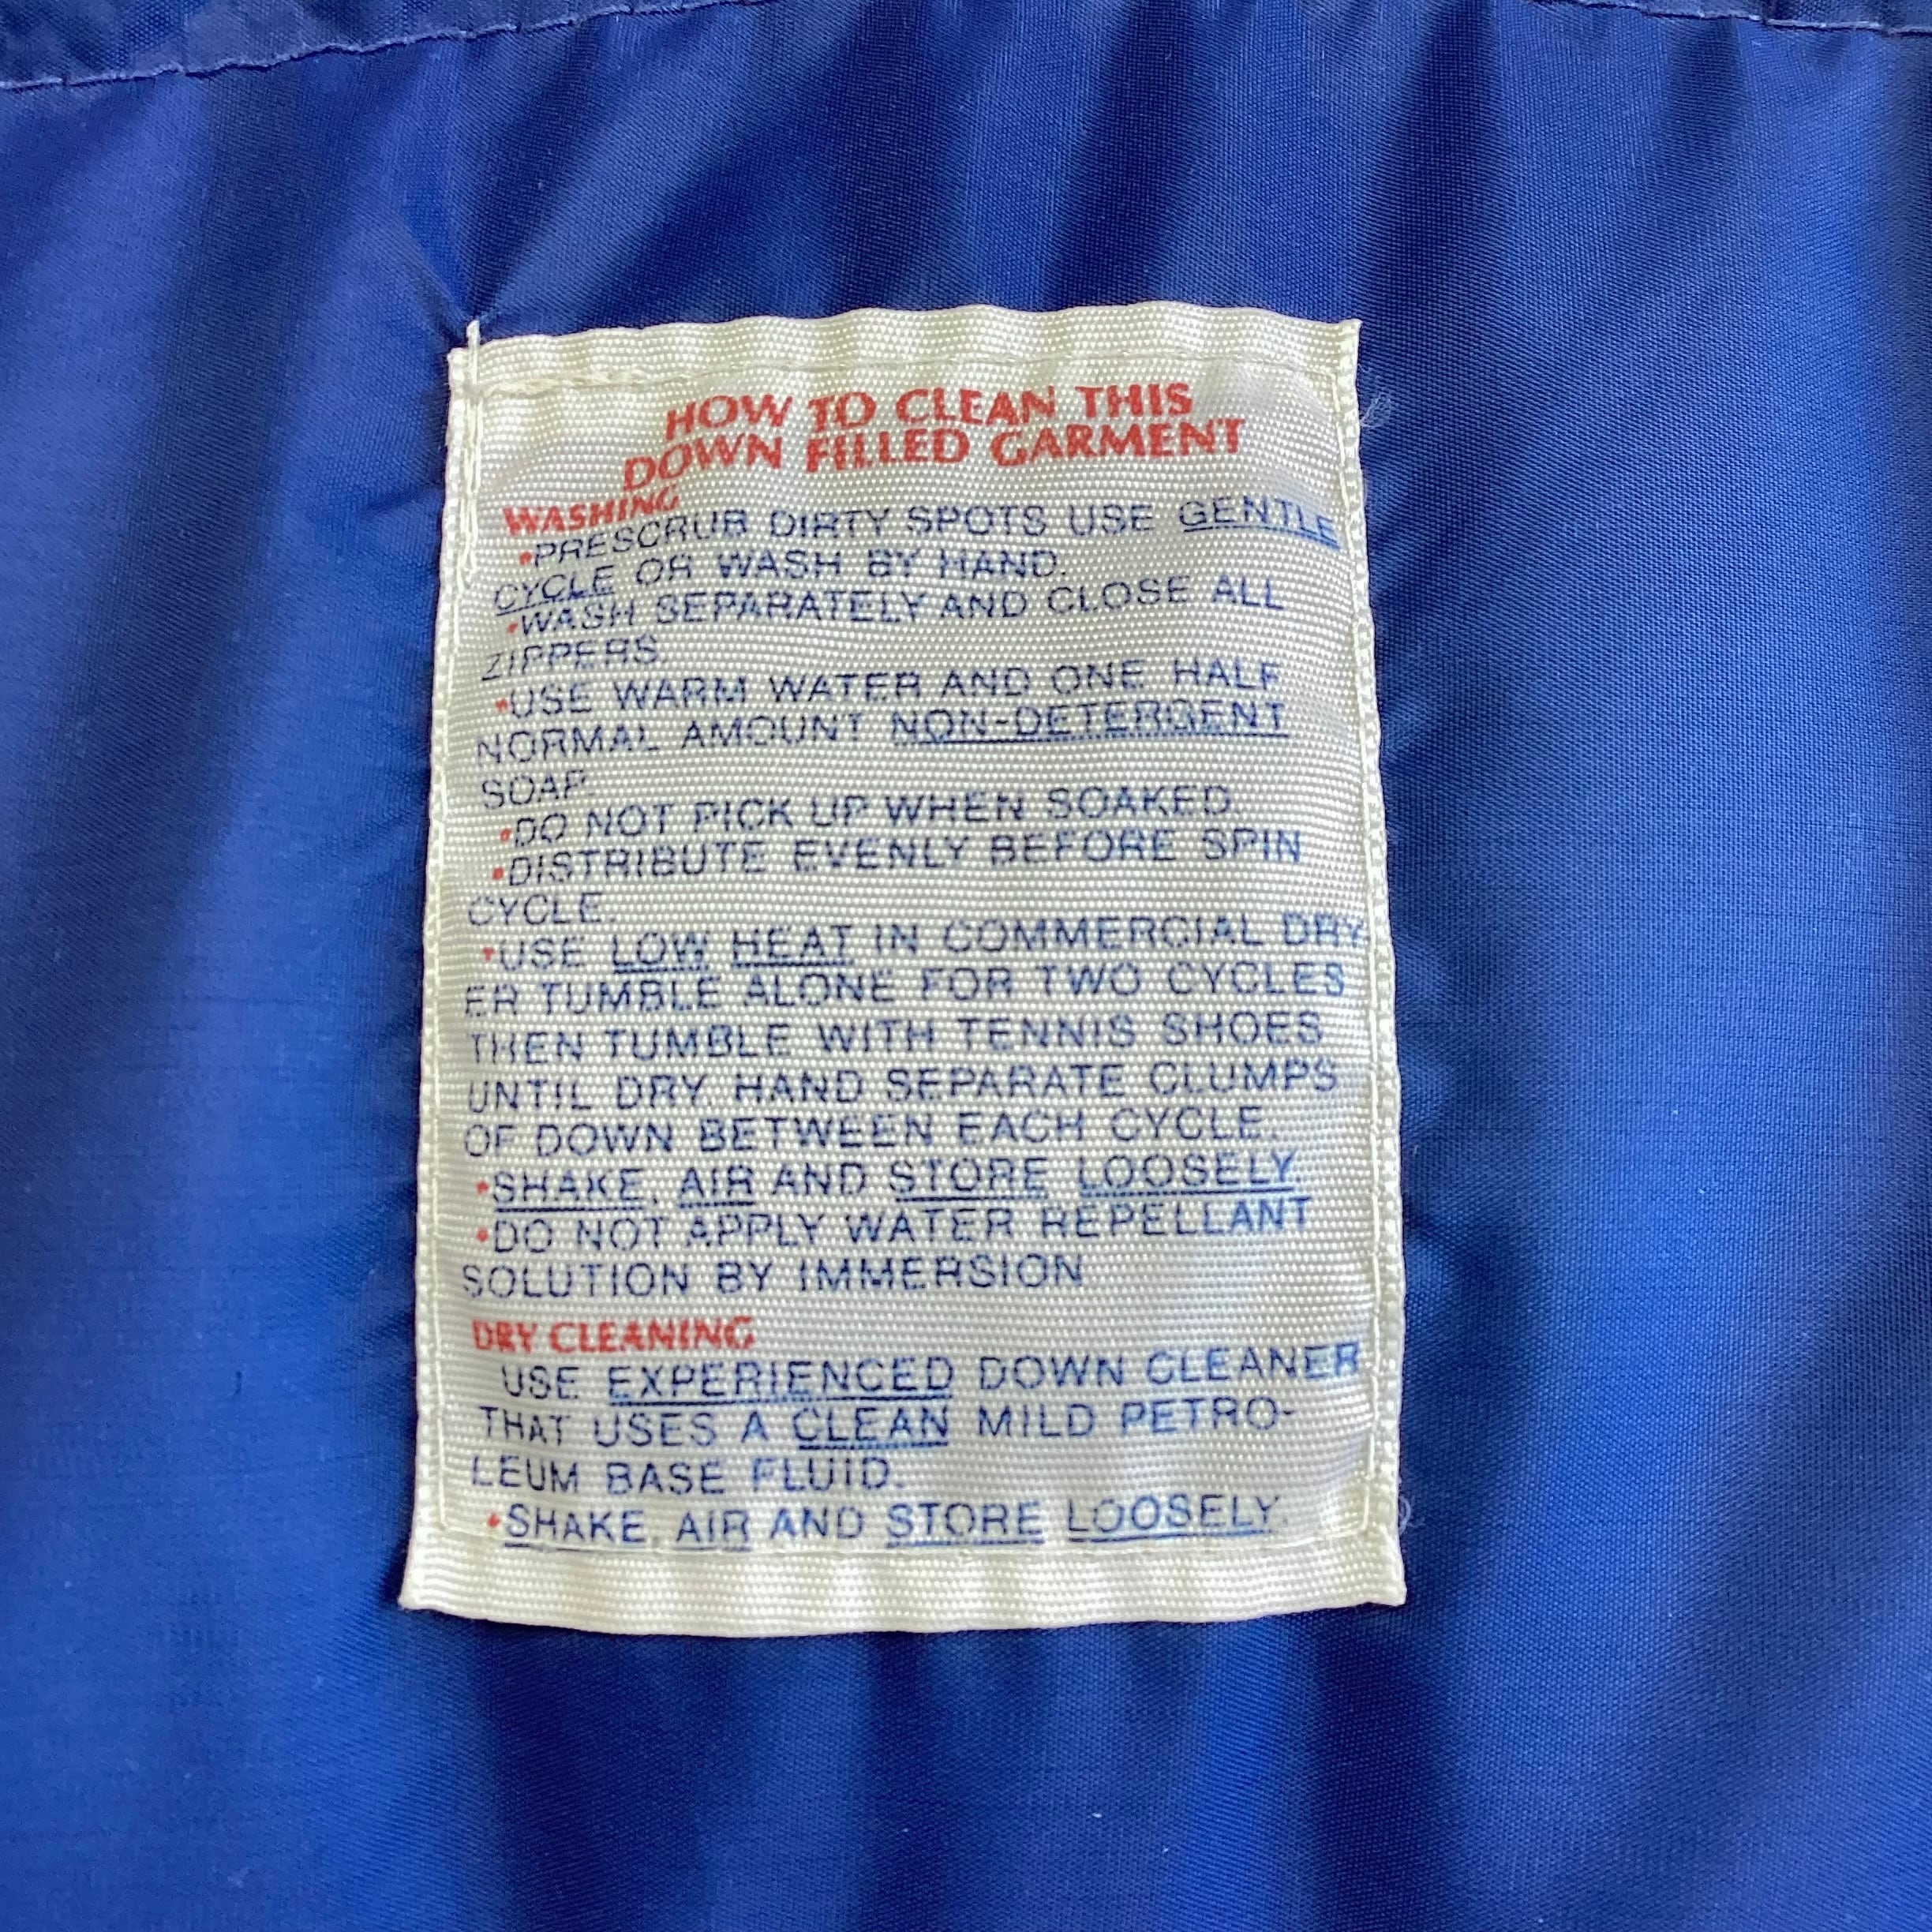 HOW TO CLEAN THIS
DOWN FILLED GARMENT
WASHING
•PRESCRUB DIRTY SPOTS USE GENTLE
CYCLE OR WASH BY HAND.
•WASH SEPARATELY AND CLOSE ALL
ZIPPERS.
•USE WARM WATER AND ONE HALF
NORMAL AMOUNT NON-DETERGENT
SOAP.
•DO NOT PICK UP WHEN SOAKED
•DISTRIBUTE EVENLY BEFORE SPIN
CYCLE.
•USE LOW HEAT IN COMMERCIAL DRY
ER TUMBLE ALONE FOR TWO CYCLES
THEN TUMBLE WITH TENNIS SHOES
UNTIL DRY. HAND SEPARATE CLUMPS
OF DOWN BETWEEN EACH CYCLE.
•SHAKE, AIR AND STORE LOOSELY
•DO NOT APPLY WATER REPELLANT
SOLUTION BY IMMERSION
DRY CLEANING
USE EXPERIENCED DOWN CLEANER
THAT USES A CLEAN MILD PETRO-
LEUM BASE FLUID.
•SHAKE, AIR AND STORE LOOSELY.